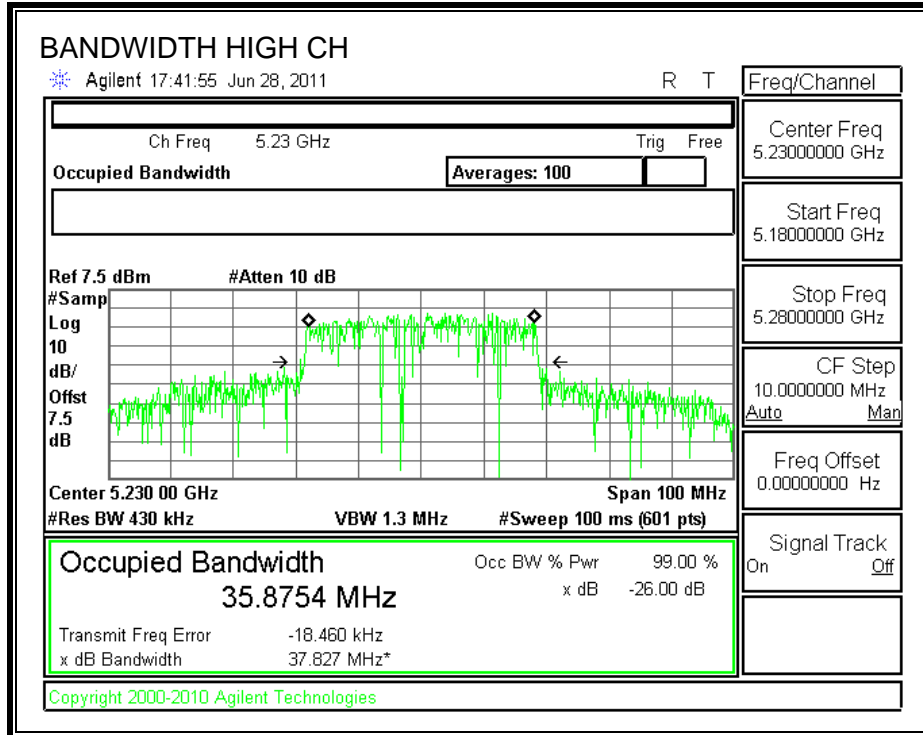 BANDWIDTH HIGH CH
Agilent 17:41:55 Jun 28, 2011 R T
Freq/Channel
Ch Freq 5.23 GHz Trig Free
Occupied Bandwidth Averages: 100
Center Freq
5.23000000 GHz
Start Freq
5.18000000 GHz
Stop Freq
5.28000000 GHz
CF Step
10.0000000 MHz
Auto Man
Freq Offset
0.00000000 Hz
Signal Track
On Off
Ref 7.5 dBm #Atten 10 dB
#Samp
Log
10
dB/
Offst
7.5
dB
Center 5.230 00 GHz Span 100 MHz
#Res BW 430 kHz VBW 1.3 MHz #Sweep 100 ms (601 pts)
Occupied Bandwidth Occ BW % Pwr 99.00 %
35.8754 MHz x dB -26.00 dB
Transmit Freq Error -18.460 kHz
x dB Bandwidth 37.827 MHz*
Copyright 2000-2010 Agilent Technologies